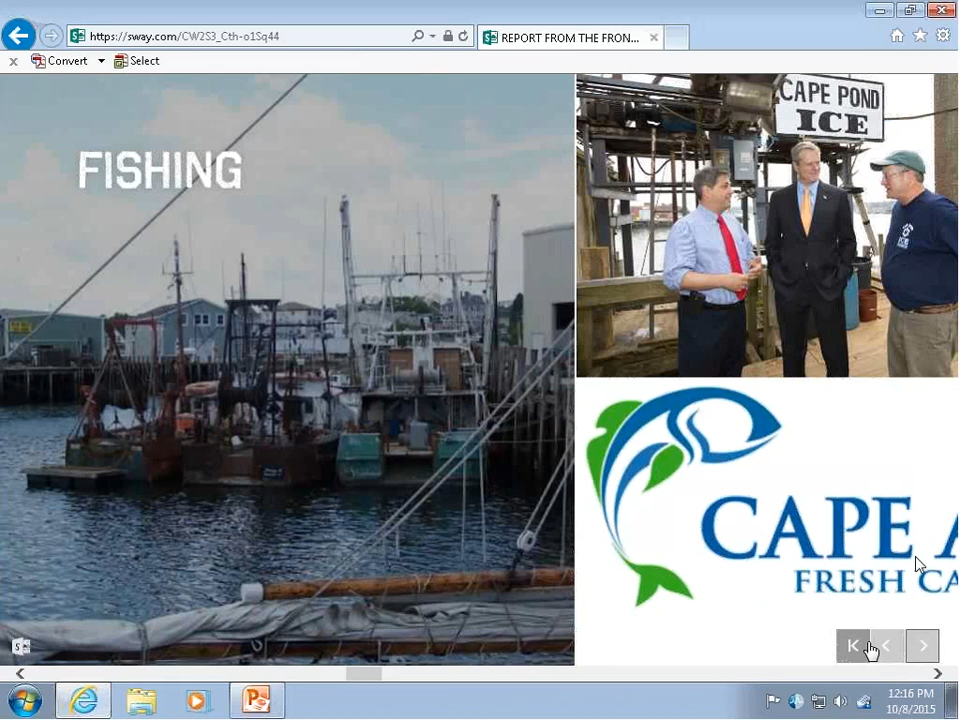 https://sway.com/CW2S3_Cth-o1Sq44
REPORT FROM THE FRON...
Convert
Select
FISHING
CAPE POND
ICE
CAPE A
FRESH CA
12:16 PM
10/8/2015